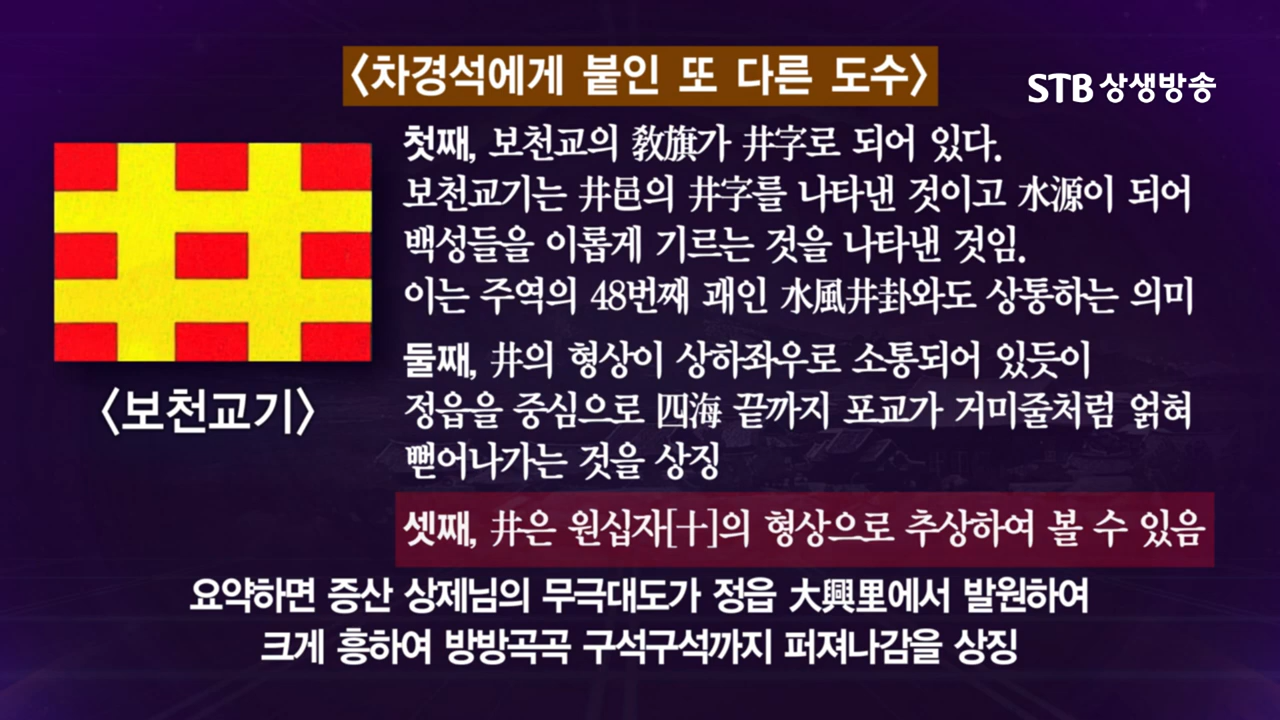 <차경석에게 붙인 또 다른 도수>
STB 상생방송
첫째, 보천교의 敎旗가 井字로 되어 있다.
보천교기는 井邑의 井字를 나타낸 것이고 水源이 되어
백성들을 이롭게 기르는 것을 나타낸 것임.
이는 주역의 48번째 괘인 水風井卦와도 상통하는 의미
<보천교기>
둘째, 井의 형상이 상하좌우로 소통되어 있듯이
정읍을 중심으로 四海 끝까지 포교가 거미줄처럼 얽혀
뻗어나가는 것을 상징
셋째, 井은 원십자[十]의 형상으로 추상하여 볼 수 있음
요약하면 증산 상제님의 무극대도가 정읍 大興里에서 발원하여
크게 흥하여 방방곡곡 구석구석까지 퍼져나감을 상징